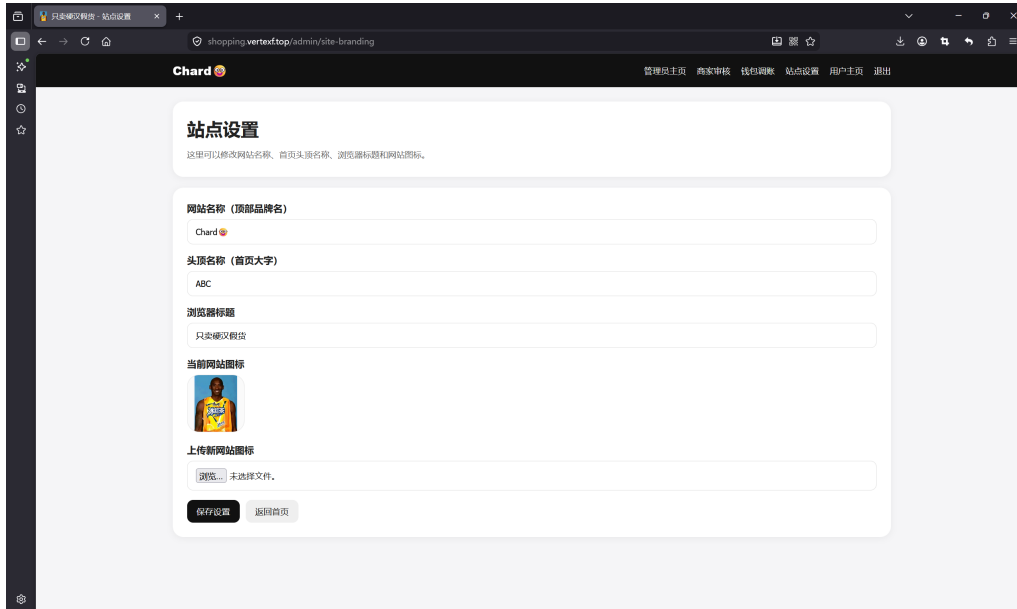 只卖硬汉假货 - 站点设置
shopping.vertexf.top/admin/site-branding
Chard🤡
管理员主页 商家审核 钱包调账 站点设置 用户主页 退出
站点设置
这里可以修改网站名称、首页头顶名称、浏览器标题和网站图标。
网站名称（顶部品牌名）
Chard🤡
头顶名称（首页大字）
ABC
浏览器标题
只卖硬汉假货
当前网站图标
上传新网站图标
浏览... 未选择文件。
保存设置 返回首页